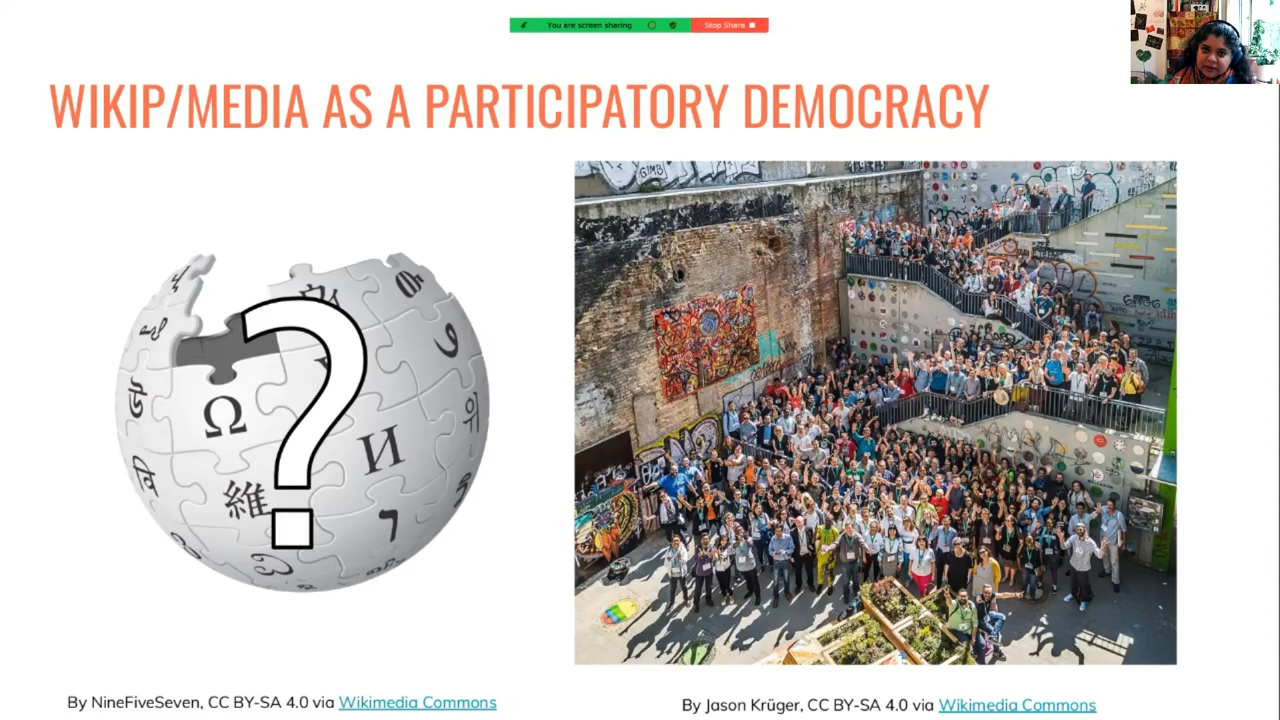 You are screen sharing Stop Share
WIKIP/MEDIA AS A PARTICIPATORY DEMOCRACY
Ω
И
維
?
By NineFiveSeven, CC BY-SA 4.0 via Wikimedia Commons
By Jason Krüger, CC BY-SA 4.0 via Wikimedia Commons